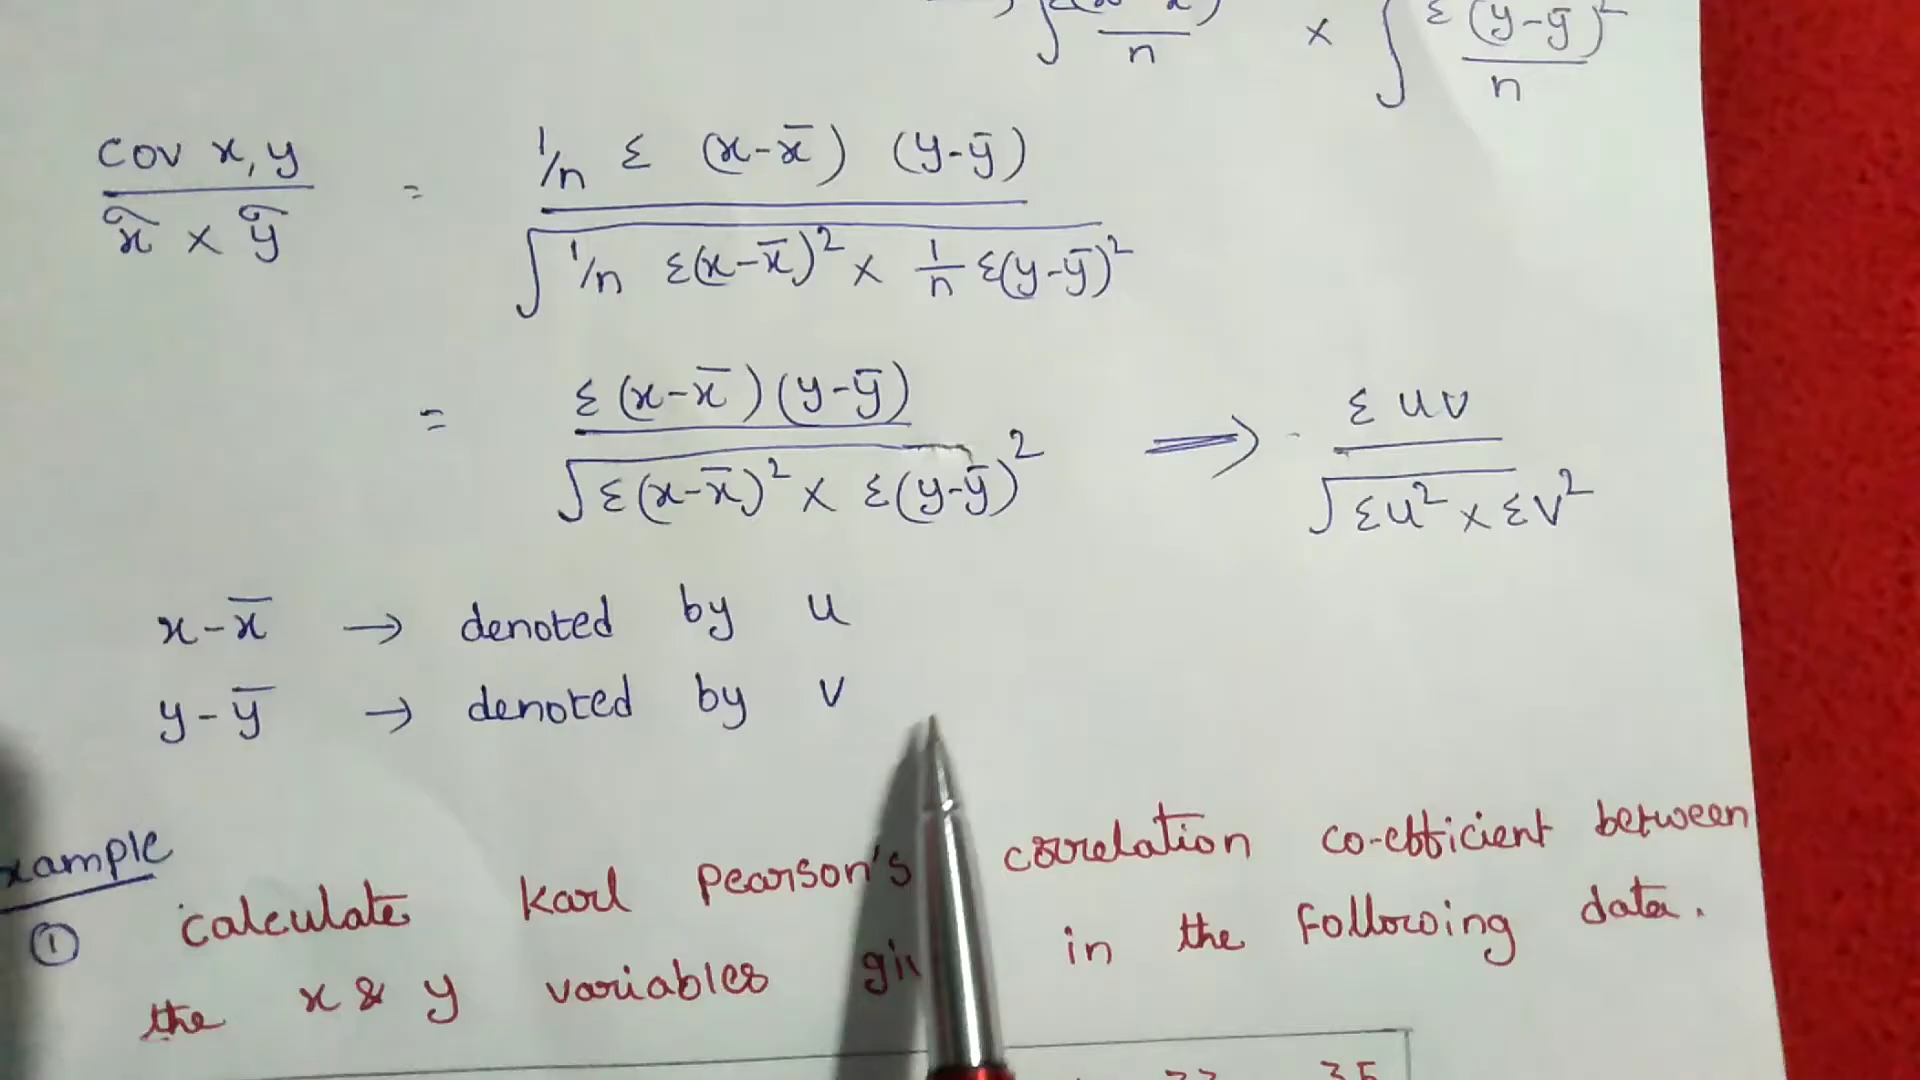 n × √ Σ (y-ȳ)² / n
cov x,y / σx × σy = 1/n Σ (x-x̄) (y-ȳ) / √ 1/n Σ(x-x̄)² × 1/n Σ(y-ȳ)²
= Σ (x-x̄)(y-ȳ) / √ Σ(x-x̄)² × Σ(y-ȳ)² ⇒ Σ uv / √ Σu² × Σv²
x-x̄ → denoted by u
y-ȳ → denoted by v
xample
① calculate karl pearson's correlation co-efficient between
the x & y variables in the following data.